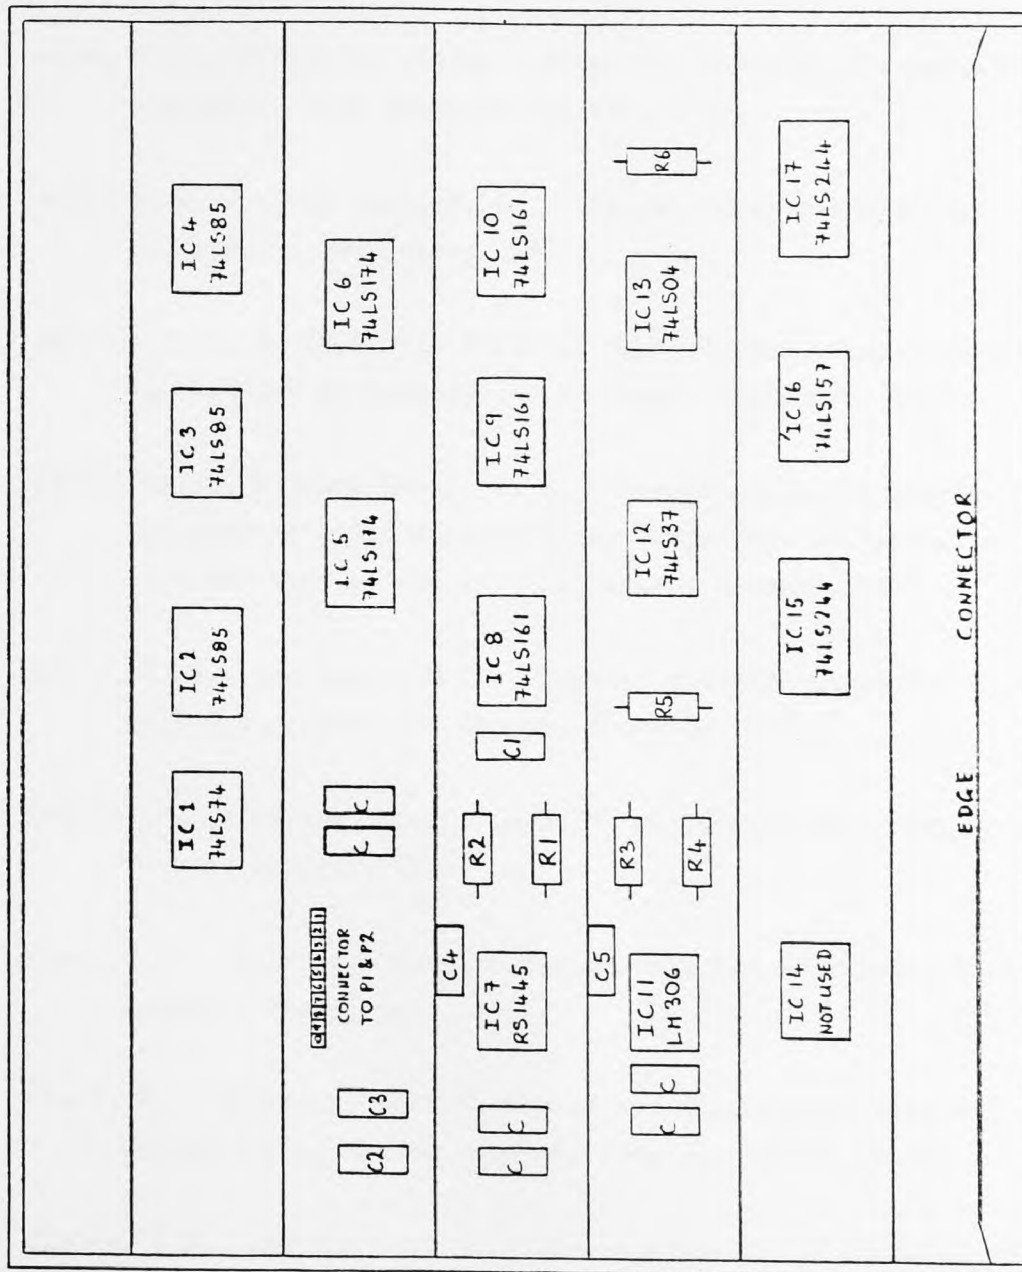 IC 1
74LS74
IC 2
74LS85
IC 3
74LS85
IC 4
74LS85
C2
C3
CONNECTOR
TO P1 & P2
C
C
IC 5
74LS174
IC 6
74LS174
C
C
C4
IC 7
RS1445
R2
R1
C1
IC 8
74LS161
IC 9
74LS161
IC 10
74LS161
C
C
C5
IC 11
LH306
R3
R4
R5
IC 12
74LS37
IC 13
74LS04
R6
IC 14
NOT USED
IC 15
74LS244
IC 16
74LS157
IC 17
74LS244
EDGE CONNECTOR